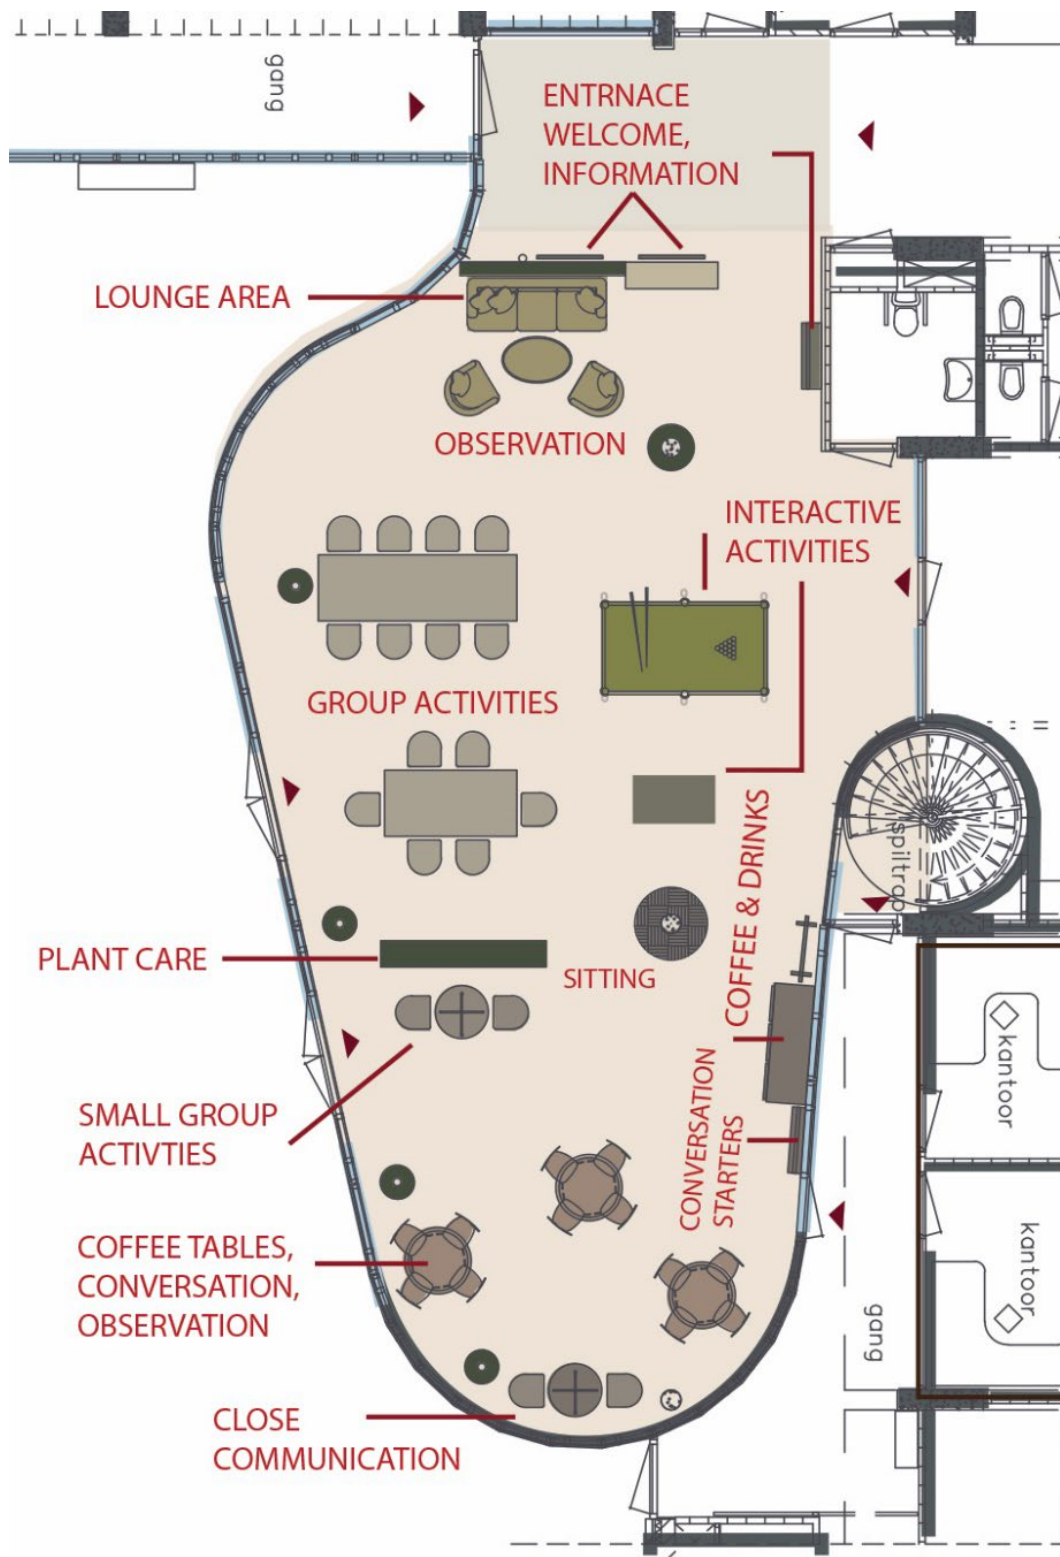 gang
ENTRNACE
WELCOME,
INFORMATION
LOUNGE AREA
OBSERVATION
INTERACTIVE
ACTIVITIES
GROUP ACTIVITIES
COFFEE & DRINKS
spiltrap
PLANT CARE
SITTING
kantoor
SMALL GROUP
ACTIVTIES
CONVERSATION
STARTERS
COFFEE TABLES,
CONVERSATION,
OBSERVATION
kantoor
gang
CLOSE
COMMUNICATION